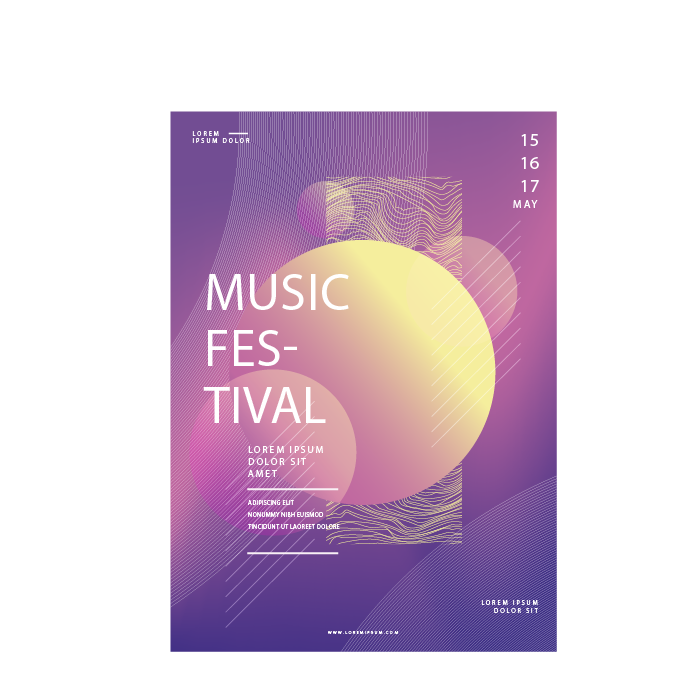 LOREM
IPSUM DOLOR
15
16
17
MAY
MUSIC
FES-
TIVAL
LOREM IPSUM
DOLOR SIT
AMET
ADIPISCING ELIT
NONUMMY NIBH EUISMOD
TINCIDUNT UT LAOREET DOLORE
LOREM IPSUM
DOLOR SIT
WWW.LOREMIPSUM.COM